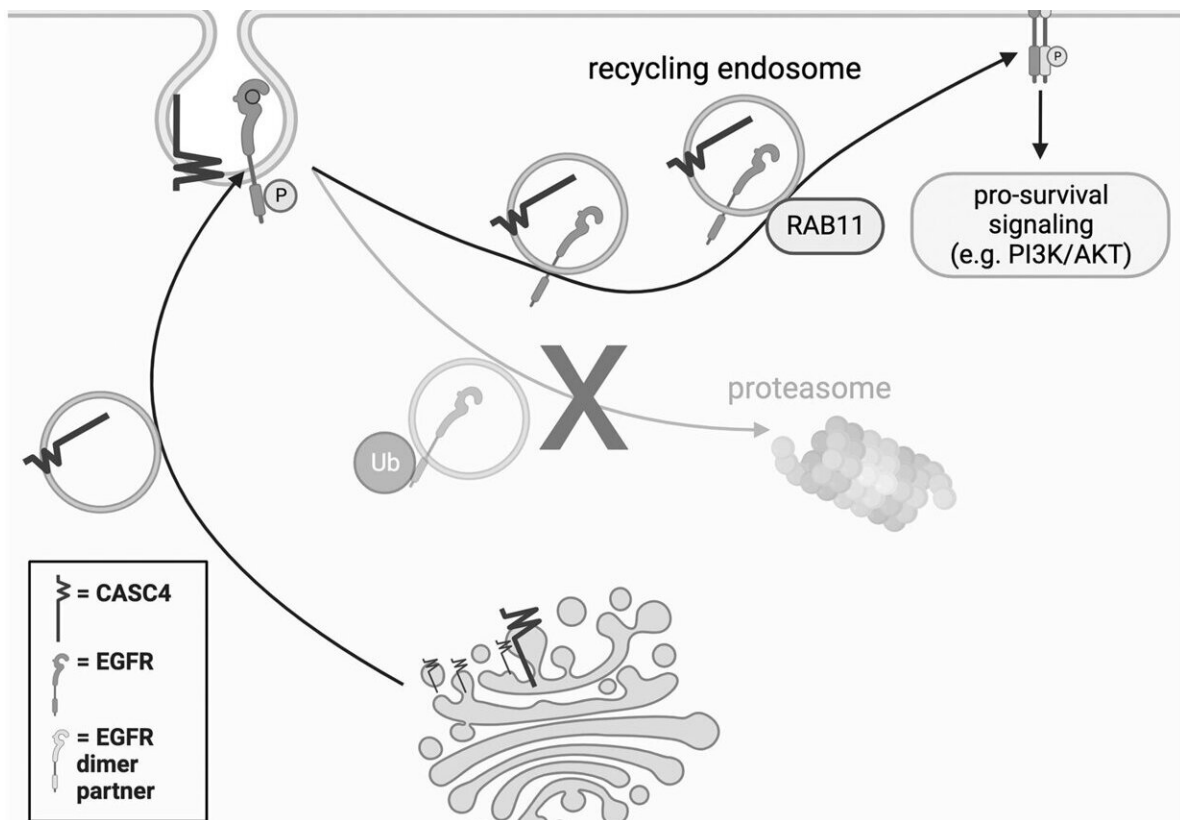 P
recycling endosome
P
RAB11
pro-survival
signaling
(e.g. PI3K/AKT)
X
proteasome
Ub
= CASC4
= EGFR
= EGFR
dimer
partner